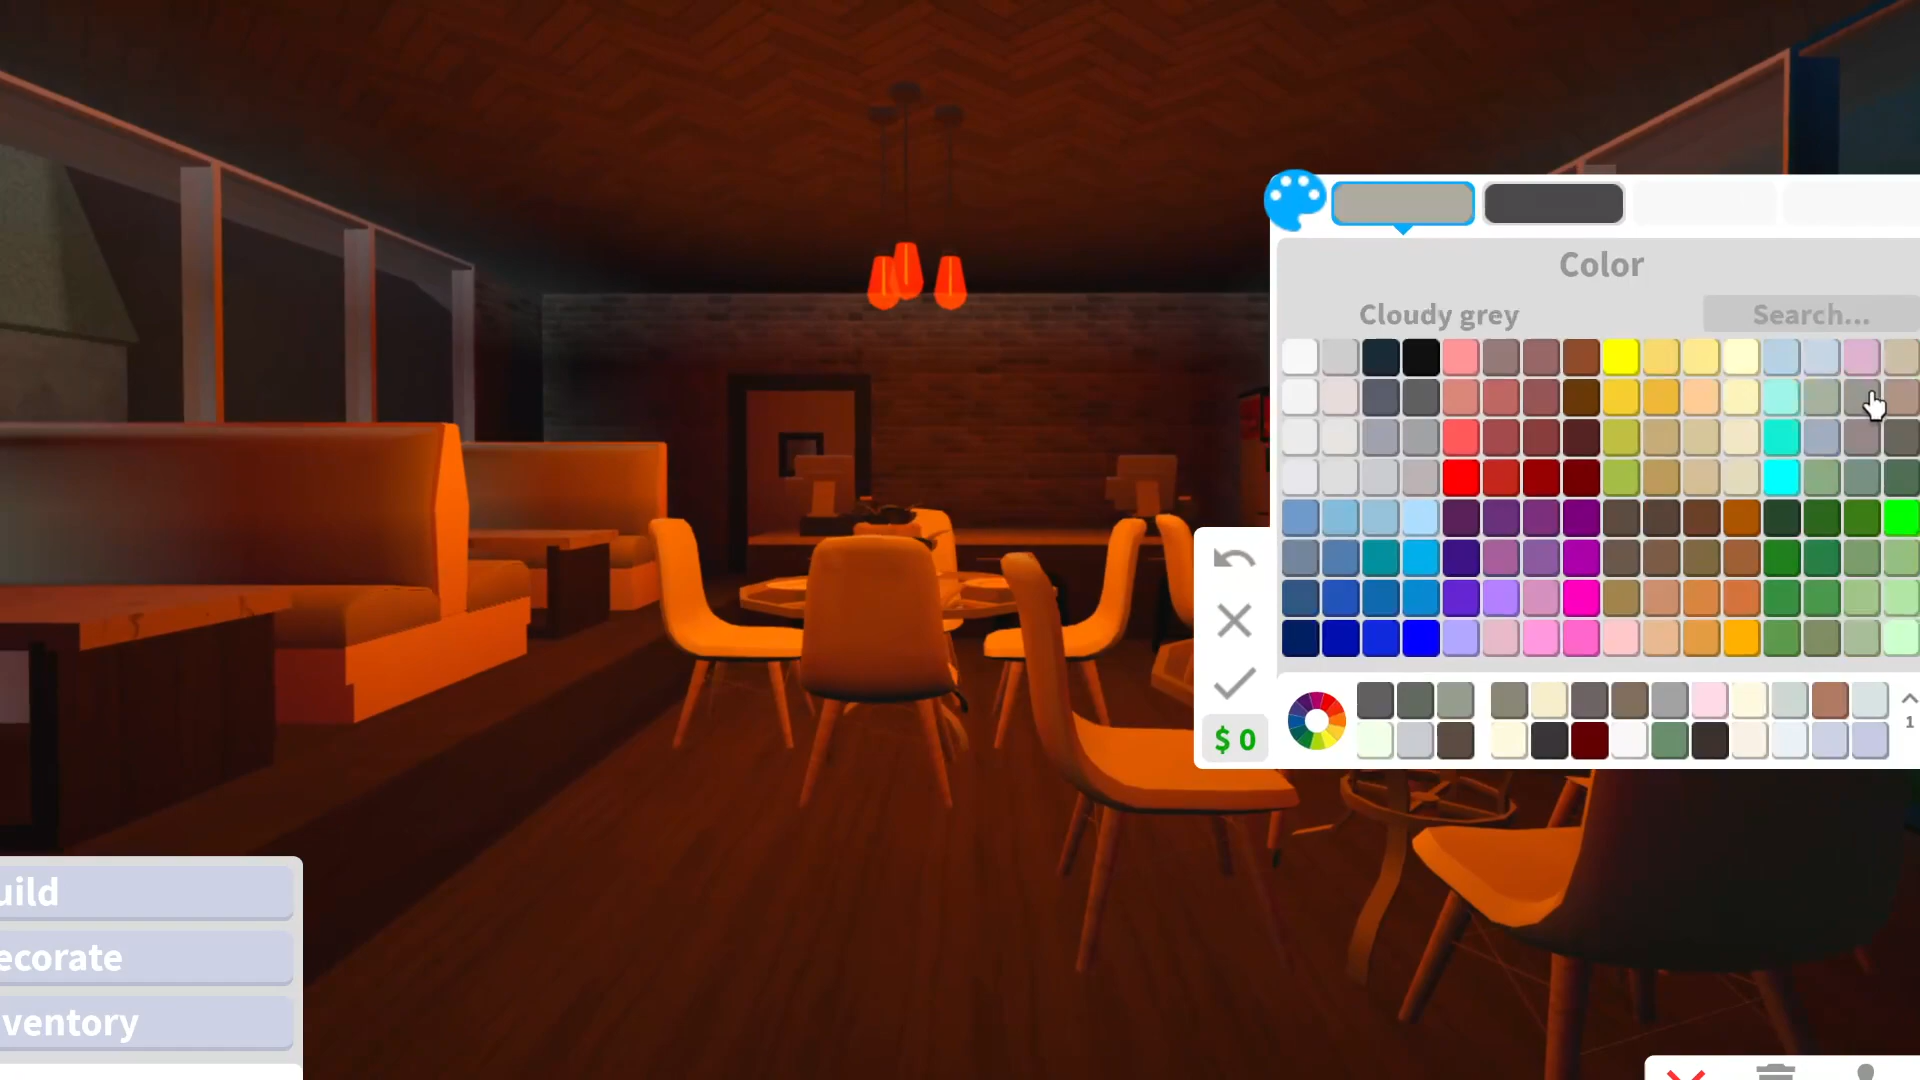 Color
Cloudy grey
Search...
$ 0
1
uild
ecorate
ventory